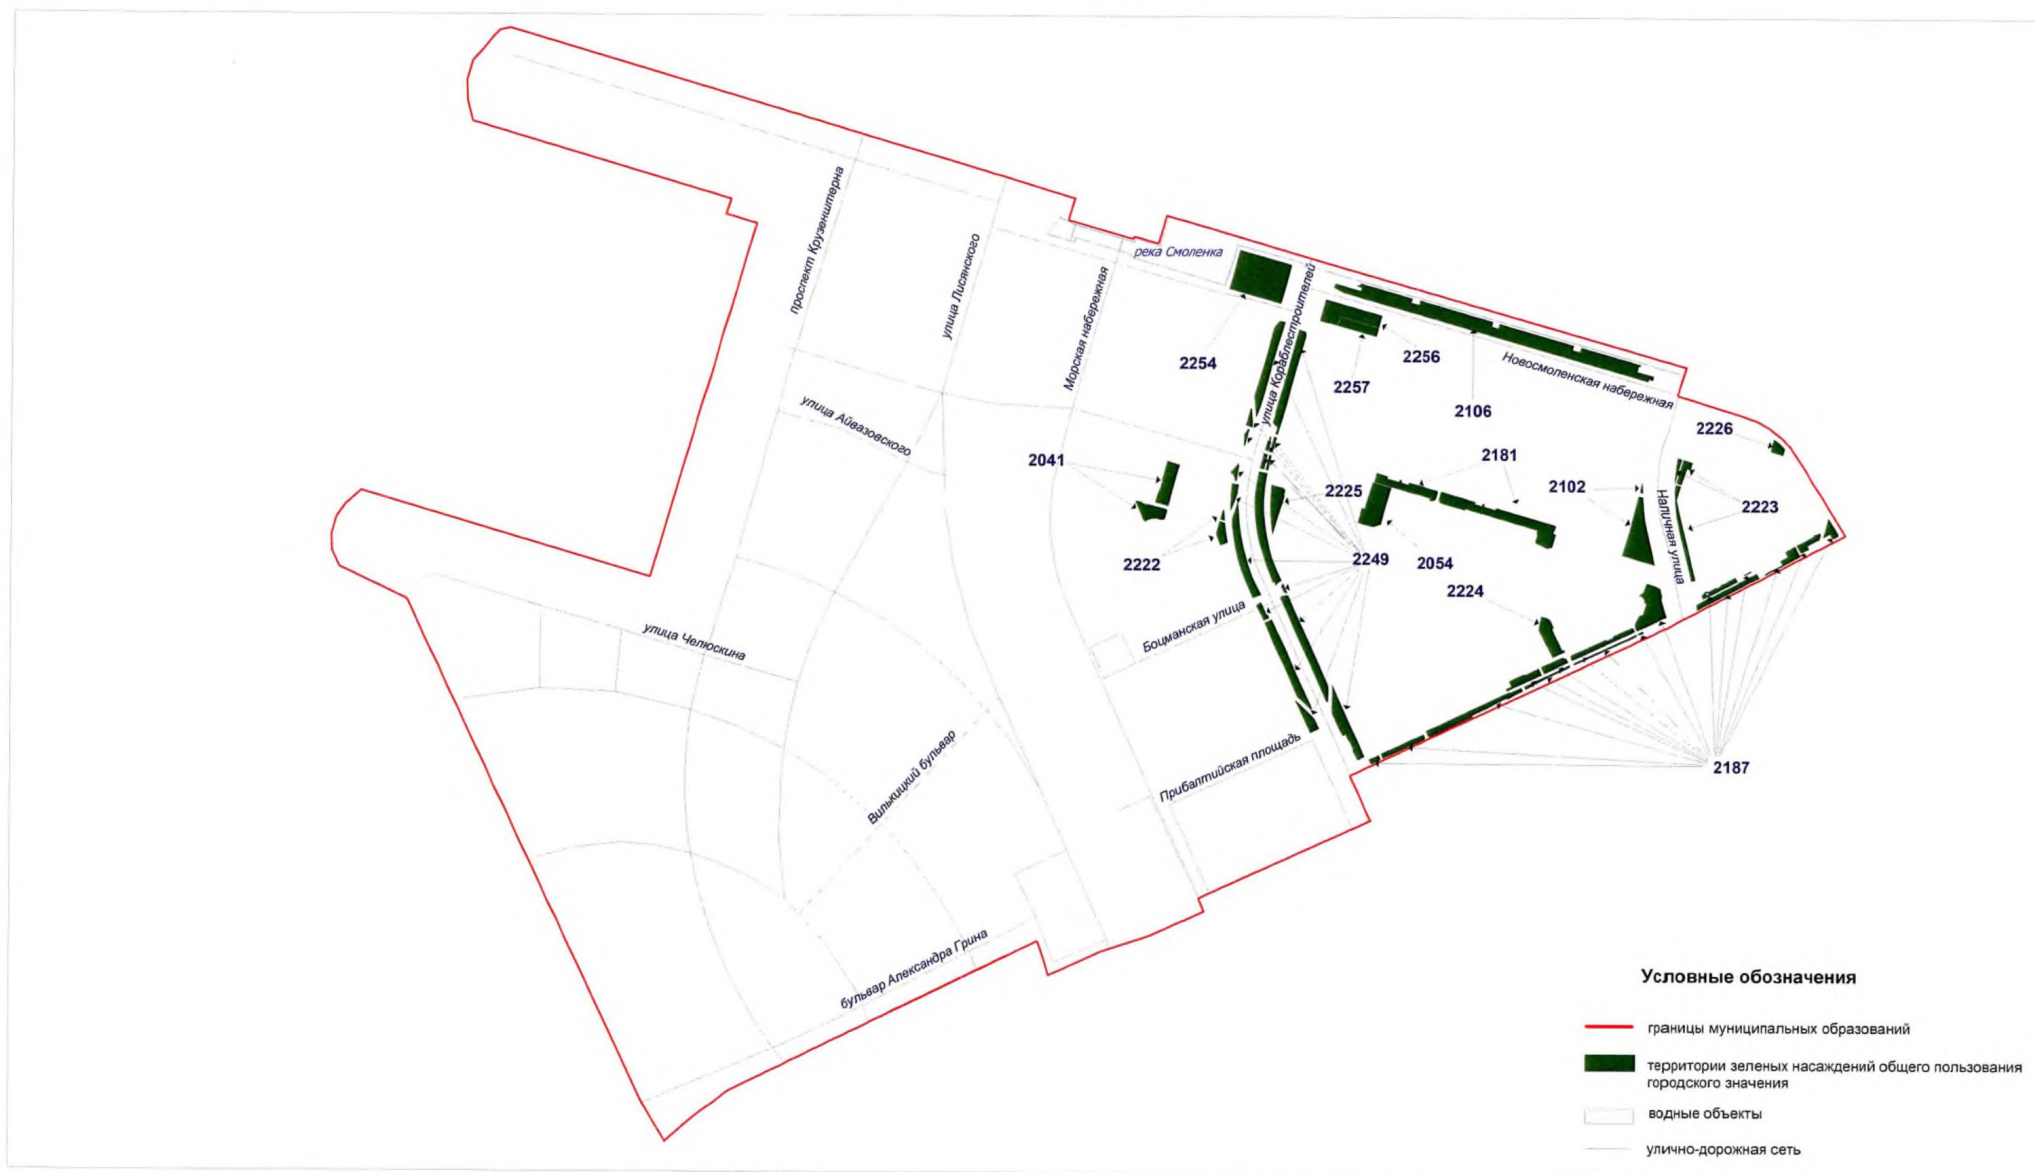 проспект Крузенштерна
улица Лисянского
Морская набережная
река Смоленка
улица Кораблестроителей
2254
2256
2257
Новосмоленская набережная
2106
2226
улица Айвазовского
2041
2181
2225
2102
2223
Наличная улица
2222
2249
2054
2224
улица Челюскина
Боцманская улица
Вилькицкий бульвар
Прибалтийская площадь
2187
бульвар Александра Грина
Условные обозначения
границы муниципальных образований
территории зеленых насаждений общего пользования
городского значения
водные объекты
улично-дорожная сеть